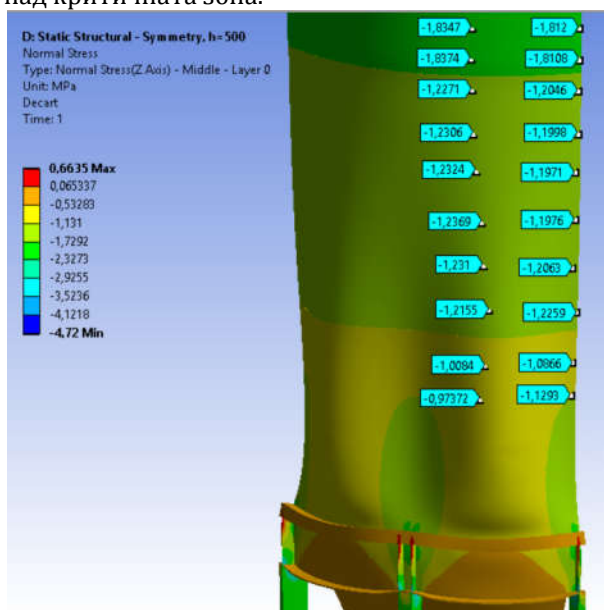 над критичната зона.
D: Static Structural - Symmetry, h=500
Normal Stress
Type: Normal Stress(Z Axis) - Middle - Layer 0
Unit: MPa
Decart
Time: 1
0,6635 Max
0,065337
-0,53283
-1,131
-1,7292
-2,3273
-2,9255
-3,5236
-4,1218
-4,72 Min
-1,8347 -1,812
-1,8374 -1,8108
-1,2271 -1,2046
-1,2306 -1,1998
-1,2324 -1,1971
-1,2369 -1,1976
-1,231 -1,2063
-1,2155 -1,2259
-1,0084 -1,0866
-0,97372 -1,1293